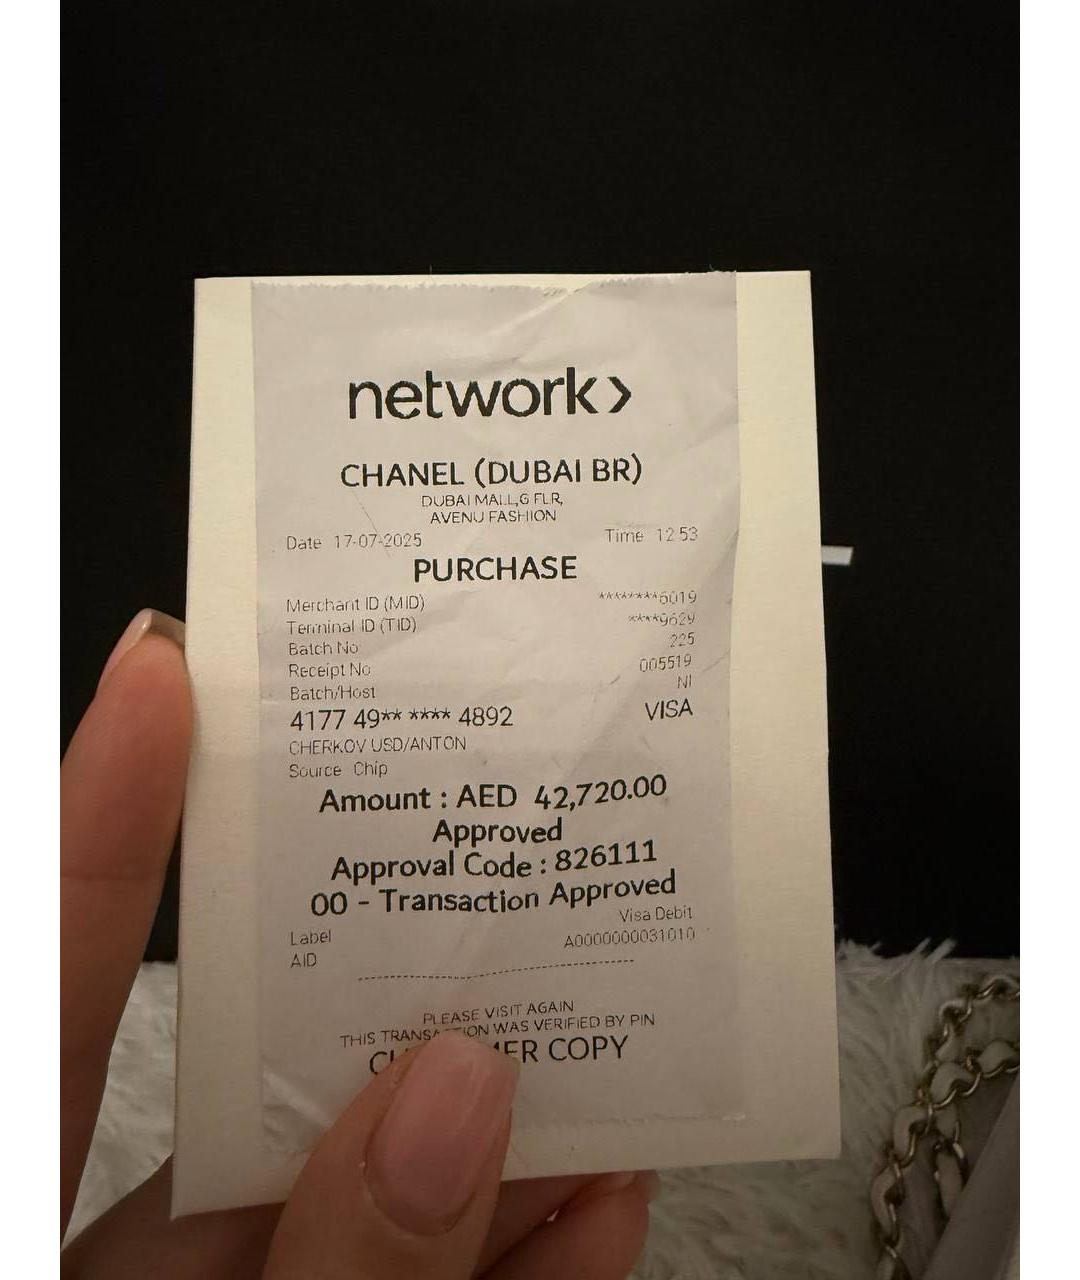 network>
CHANEL (DUBAI BR)
DUBAI MALL,G FLR,
AVENU FASHION
Date 17-07-2025 Time 12:53
PURCHASE
Merchant ID (MID) ********6019
Terminal ID (TID) ****9629
Batch No 225
Receipt No 005519
Batch/Host NI
4177 49** **** 4892 VISA
CHERKOV USD/ANTON
Source Chip
Amount : AED 42,720.00
Approved
Approval Code : 826111
00 - Transaction Approved
Label Visa Debit
AID A0000000031010
PLEASE VISIT AGAIN
THIS WAS VERIFIED BY PIN
COPY